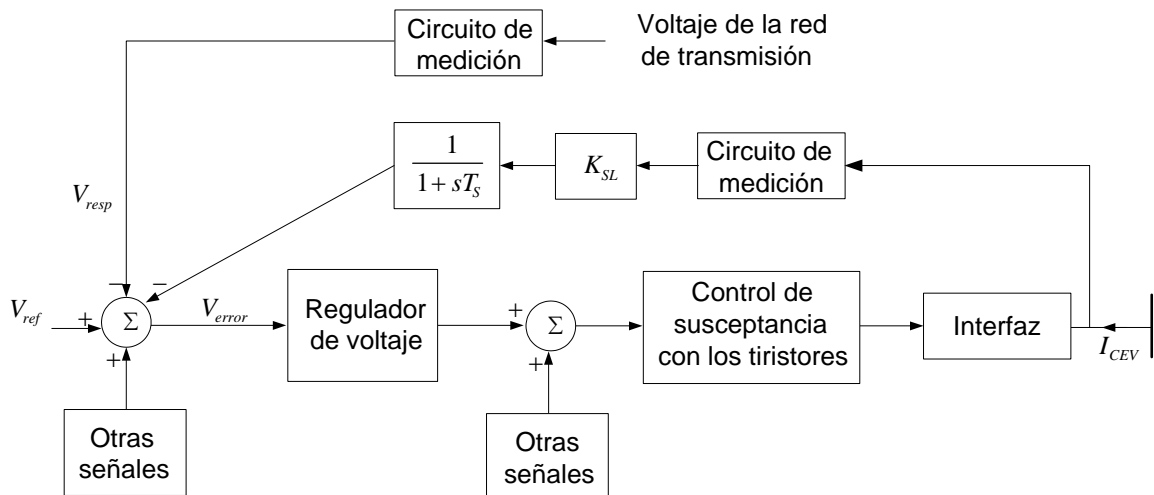 Circuito de
medición
Voltaje de la red
de transmisión
1
1 + sT_S
K_SL
Circuito de
medición
V_resp
− −
V_ref
+
Σ
+
V_error
Regulador
de voltaje
+
Σ
+
Control de
susceptancia
con los tiristores
Interfaz
I_CEV
Otras
señales
Otras
señales